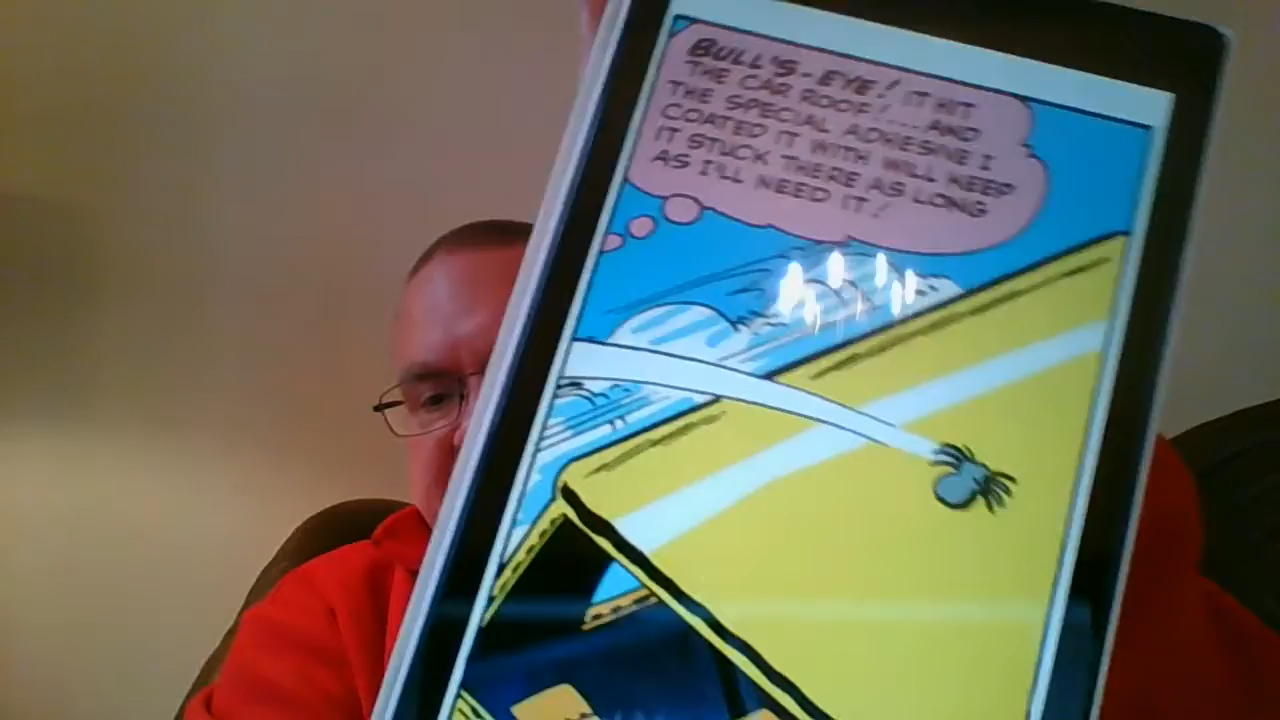 BULL'S-EYE! IT HIT
THE CAR ROOF!...AND
THE SPECIAL ADHESIVE I
COATED IT WITH WILL KEEP
IT STUCK THERE AS LONG
AS I'LL NEED IT!